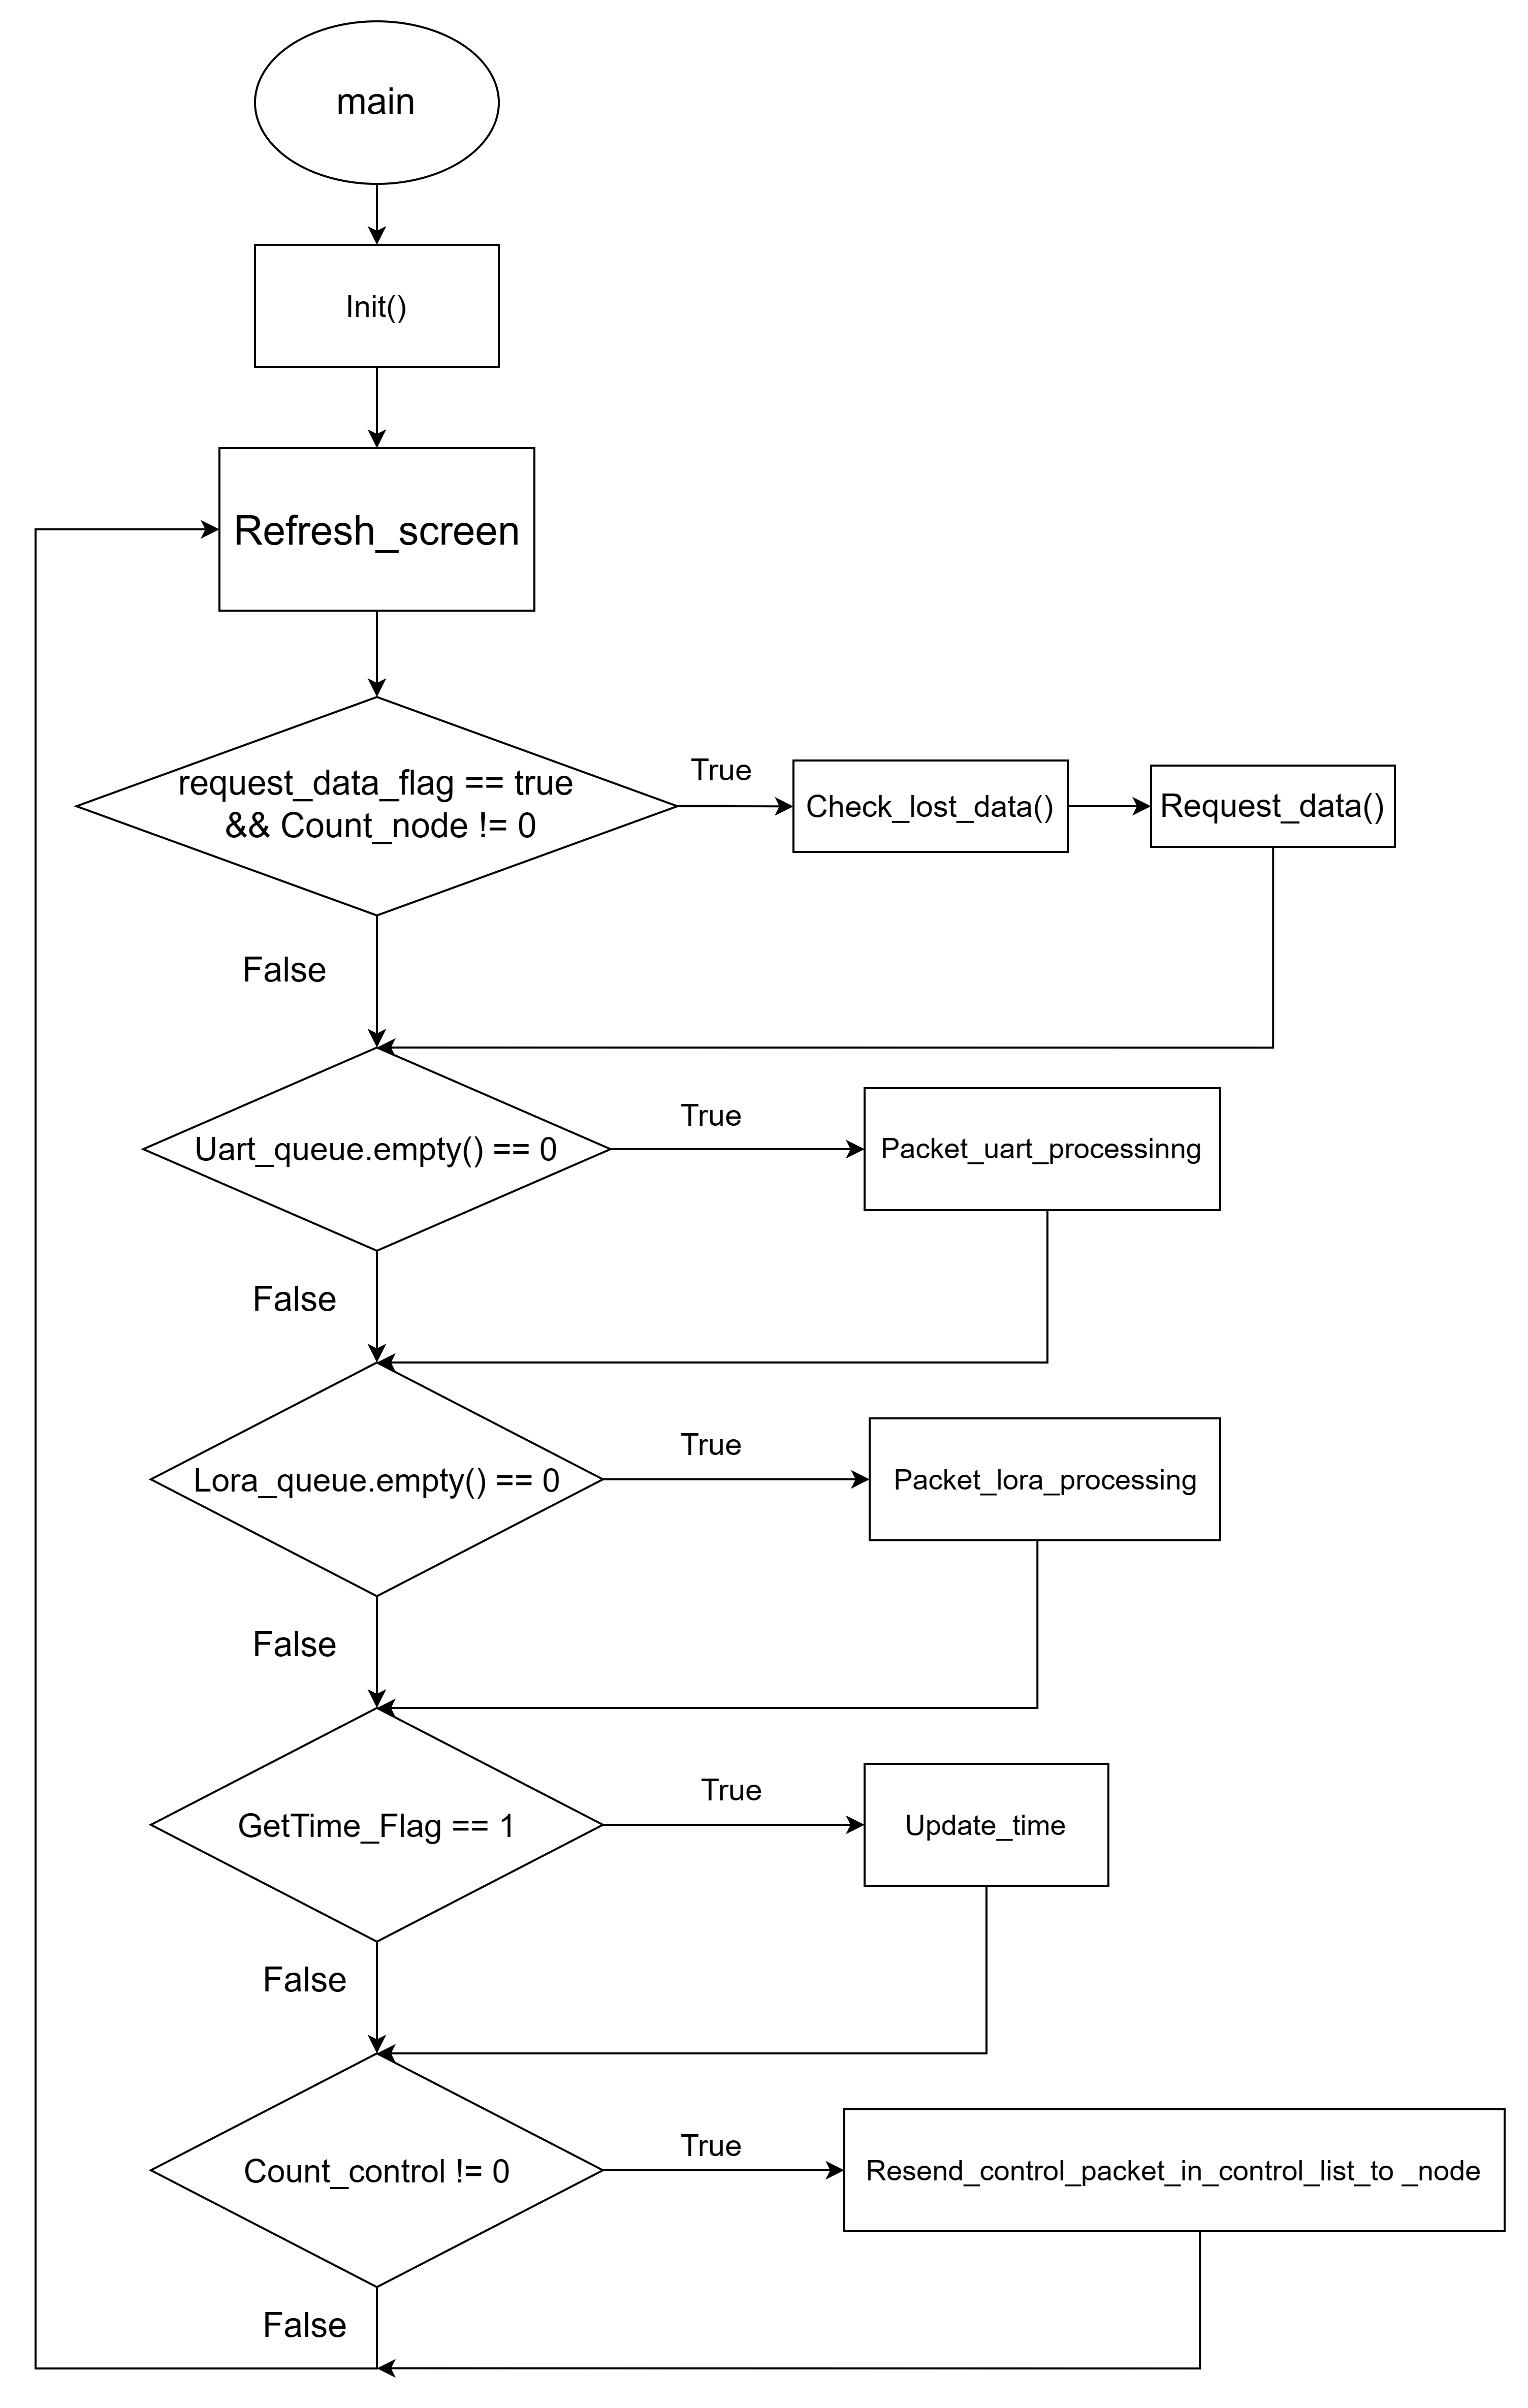 main
Init()
Refresh_screen
request_data_flag == true
&& Count_node != 0
True
Check_lost_data()
Request_data()
False
Uart_queue.empty() == 0
True
Packet_uart_processinng
False
Lora_queue.empty() == 0
True
Packet_lora_processing
False
GetTime_Flag == 1
True
Update_time
False
Count_control != 0
True
Resend_control_packet_in_control_list_to _node
False